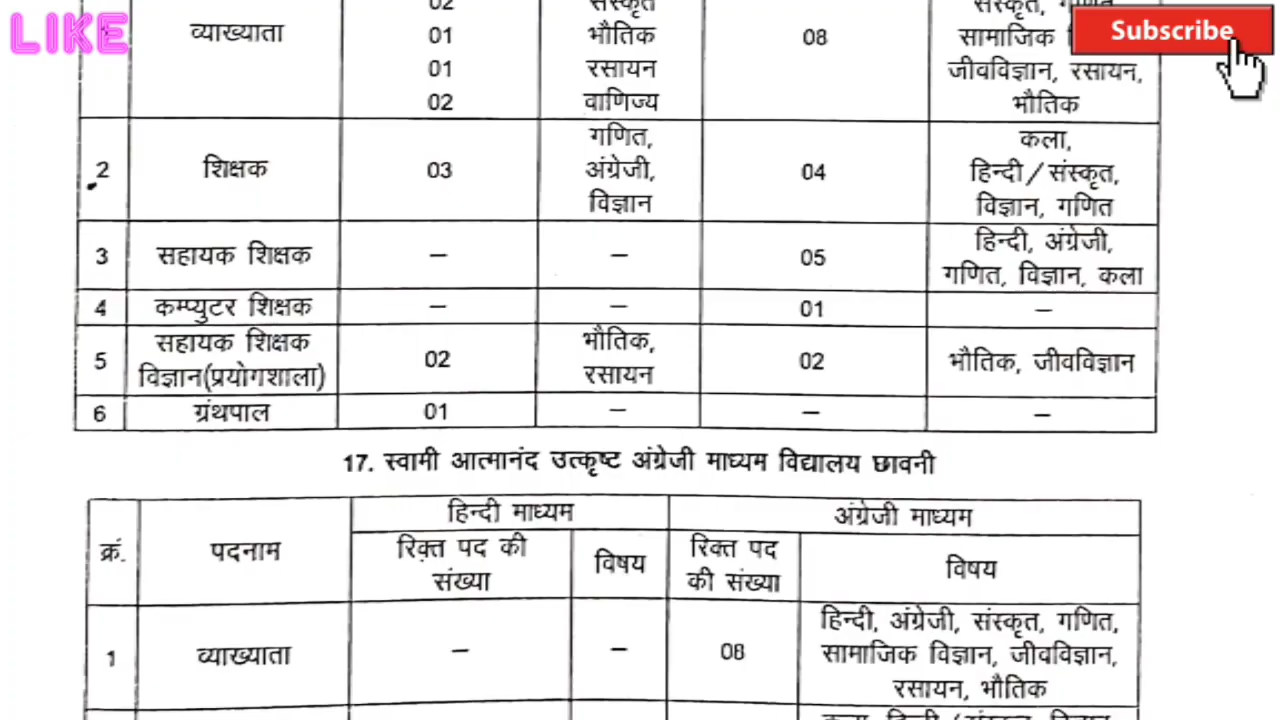 LIKE
Subscribe
02 संस्कृत संस्कृत,
1 व्याख्याता 01 भौतिक 08 सामाजिक
01 रसायन जीवविज्ञान, रसायन,
02 वाणिज्य भौतिक
गणित, कला,
2 शिक्षक 03 अंग्रेजी, 04 हिन्दी/संस्कृत,
विज्ञान विज्ञान, गणित
3 सहायक शिक्षक – – 05 हिन्दी, अंग्रेजी,
गणित, विज्ञान, कला
4 कम्प्युटर शिक्षक – – 01 –
5 सहायक शिक्षक 02 भौतिक, 02 भौतिक, जीवविज्ञान
विज्ञान(प्रयोगशाला) रसायन
6 ग्रंथपाल 01 – – –
17. स्वामी आत्मानंद उत्कृष्ट अंग्रेजी माध्यम विद्यालय छावनी
हिन्दी माध्यम अंग्रेजी माध्यम
क्रं. पदनाम रिक्त पद की विषय रिक्त पद विषय
संख्या की संख्या
हिन्दी, अंग्रेजी, संस्कृत, गणित,
1 व्याख्याता – – 08 सामाजिक विज्ञान, जीवविज्ञान,
रसायन, भौतिक